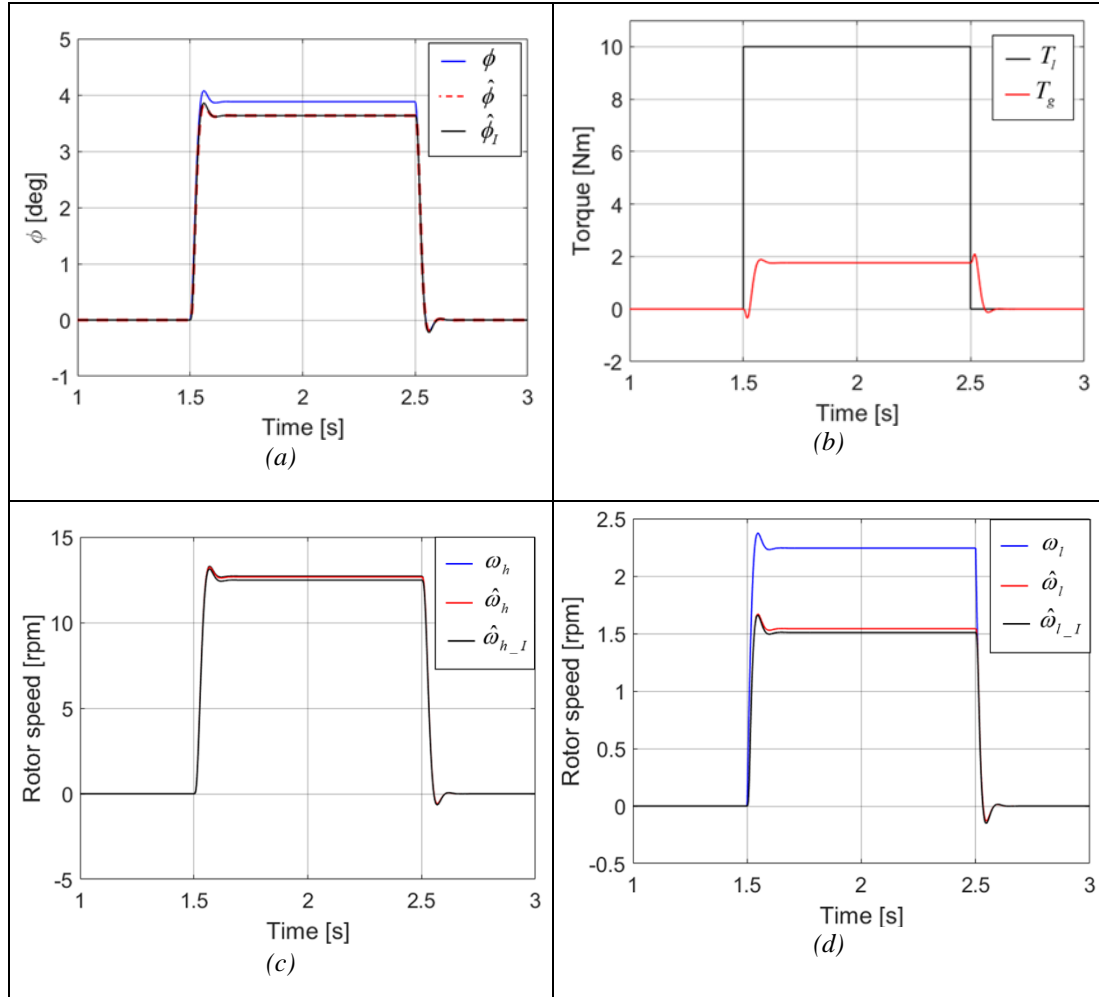 5
4
3
2
1
0
-1
1
1.5
2
2.5
3
ϕ [deg]
Time [s]
ϕ
ϕ̂
ϕ̂_I
(a)
10
8
6
4
2
0
-2
1
1.5
2
2.5
3
Torque [Nm]
Time [s]
T_l
T_g
(b)
15
10
5
0
-5
1
1.5
2
2.5
3
Rotor speed [rpm]
Time [s]
ω_h
ω̂_h
ω̂_{h_I}
(c)
2.5
2
1.5
1
0.5
0
-0.5
1
1.5
2
2.5
3
Rotor speed [rpm]
Time [s]
ω_l
ω̂_l
ω̂_{l_I}
(d)